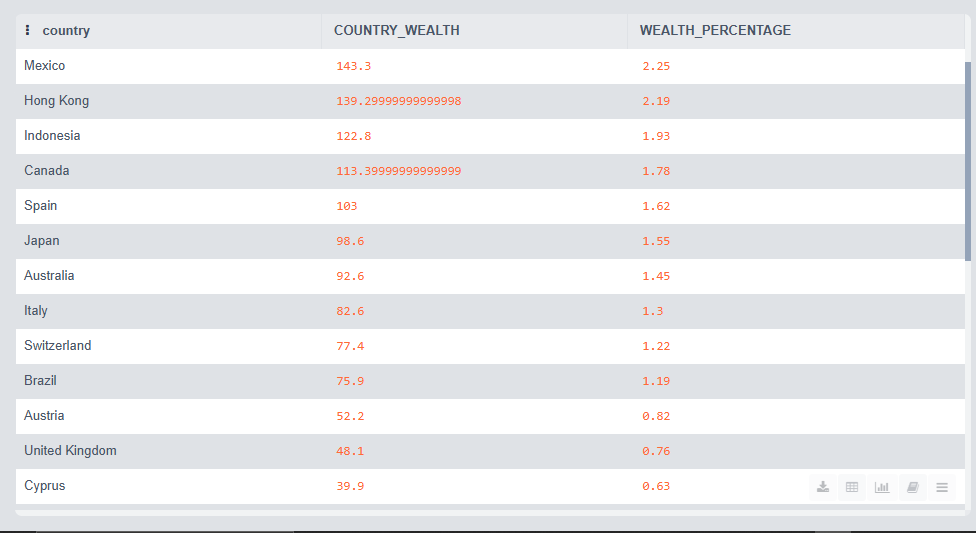 country COUNTRY_WEALTH WEALTH_PERCENTAGE
Mexico 143.3 2.25
Hong Kong 139.29999999999998 2.19
Indonesia 122.8 1.93
Canada 113.39999999999999 1.78
Spain 103 1.62
Japan 98.6 1.55
Australia 92.6 1.45
Italy 82.6 1.3
Switzerland 77.4 1.22
Brazil 75.9 1.19
Austria 52.2 0.82
United Kingdom 48.1 0.76
Cyprus 39.9 0.63